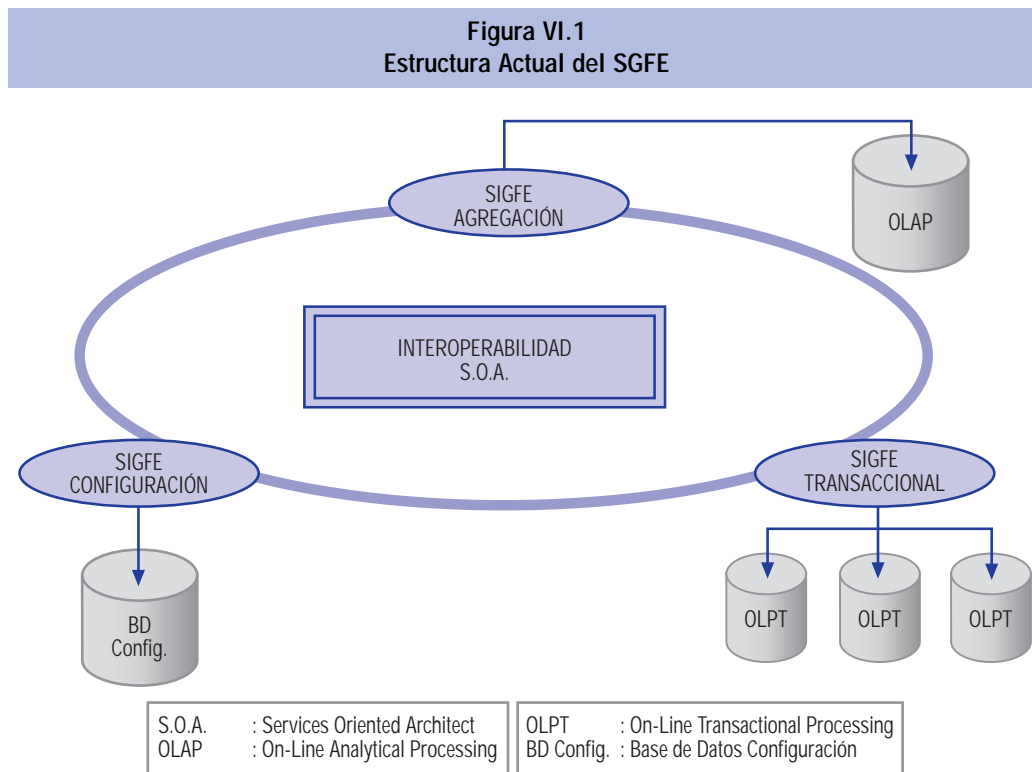 Figura VI.1
Estructura Actual del SGFE
SIGFE
AGREGACIÓN
OLAP
INTEROPERABILIDAD
S.O.A.
SIGFE
CONFIGURACIÓN
SIGFE
TRANSACCIONAL
BD
Config.
OLPT
OLPT
OLPT
S.O.A. : Services Oriented Architect
OLAP : On-Line Analytical Processing
OLPT : On-Line Transactional Processing
BD Config. : Base de Datos Configuración